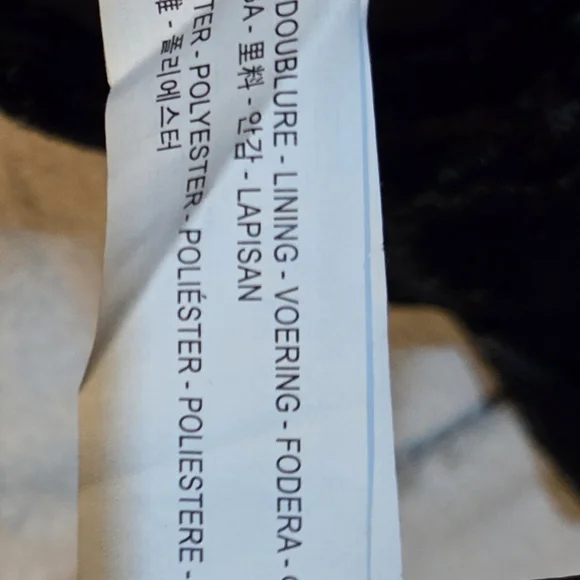 DOUBLURE - LINING - VOERING - FODERA -
- 里料 - 안감 - LAPISAN
- POLYESTER - POLIÉSTER - POLIESTERE -
- 폴리에스터